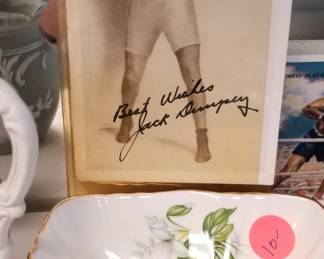 Best Wishes
Jack Dempsey
10-